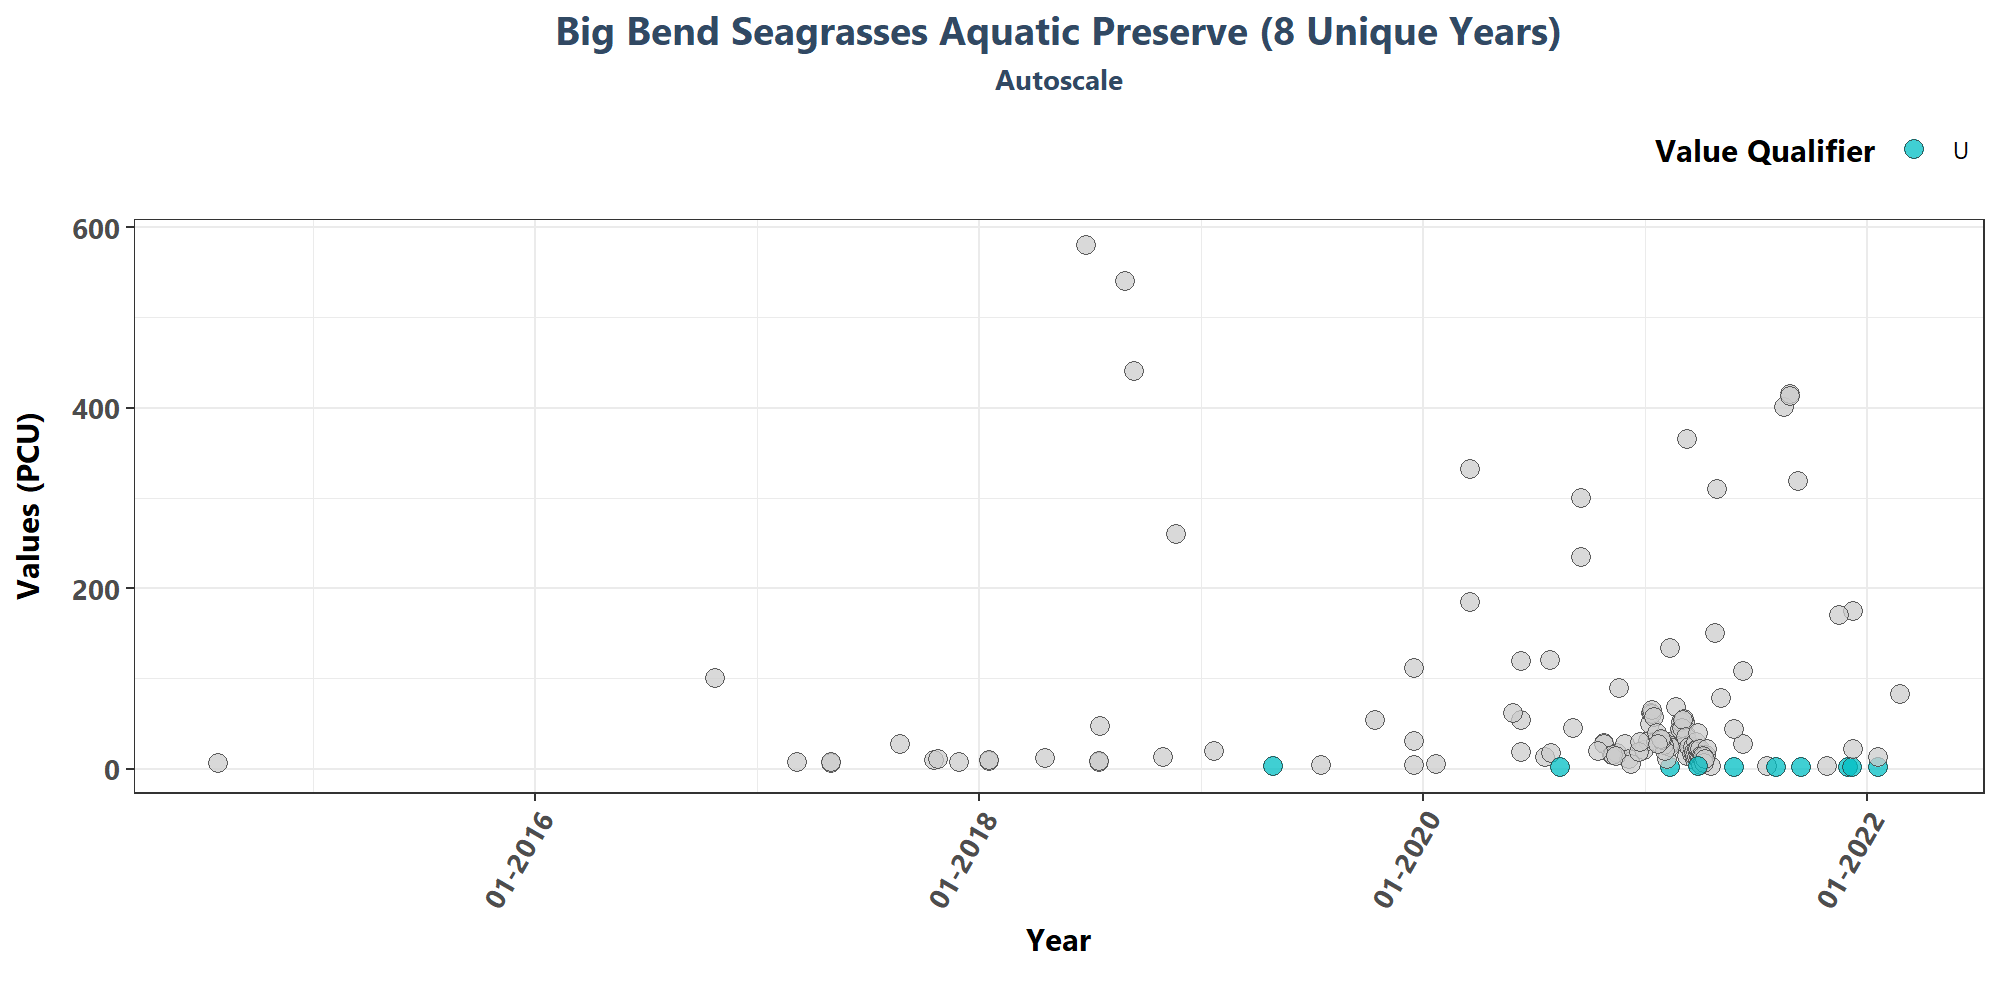 Big Bend Seagrasses Aquatic Preserve (8 Unique Years)
Autoscale
Value Qualifier U
Values (PCU)
600
400
200
0
01-2016
01-2018
01-2020
01-2022
Year